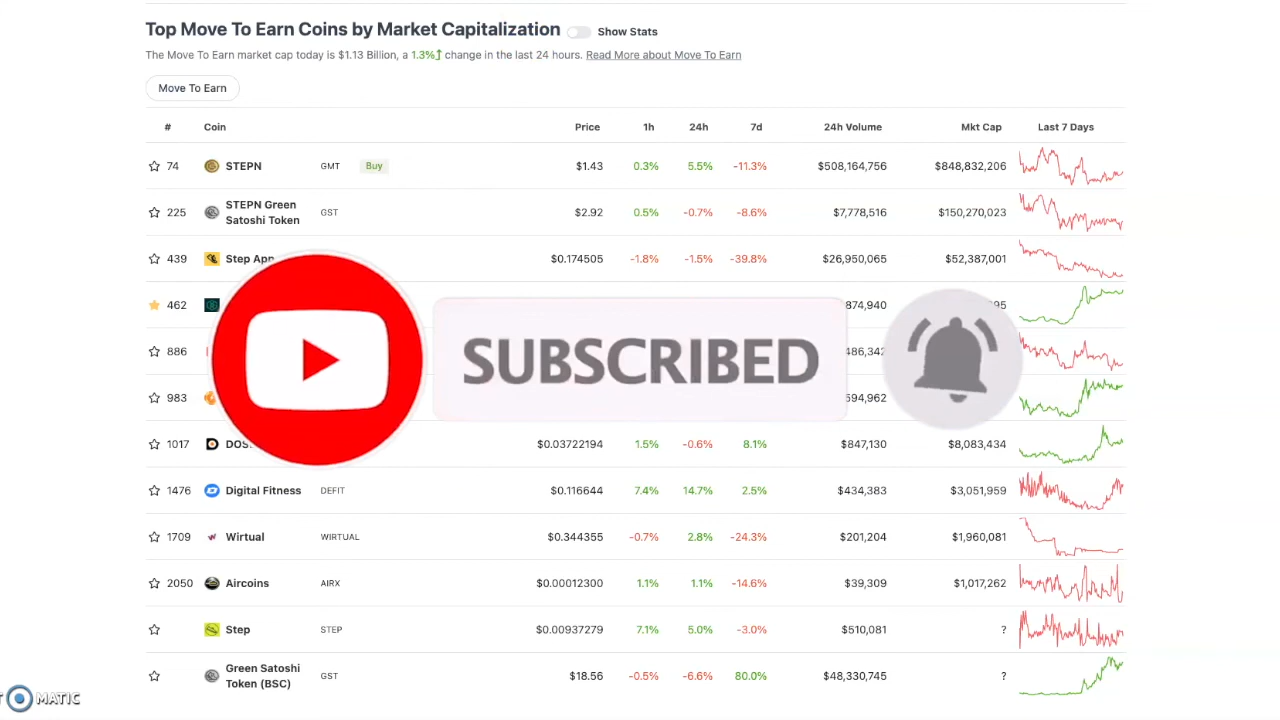 Top Move To Earn Coins by Market Capitalization Show Stats
The Move To Earn market cap today is $1.13 Billion, a 1.3% change in the last 24 hours. Read More about Move To Earn
Move To Earn
# Coin Price 1h 24h 7d 24h Volume Mkt Cap Last 7 Days
74 STEPN GMT Buy $1.43 0.3% 5.5% -11.3% $508,164,756 $848,832,206
225 STEPN Green Satoshi Token GST $2.92 0.5% -0.7% -8.6% $7,778,516 $150,270,023
439 Step App $0.174505 -1.8% -1.5% -39.8% $26,950,065 $52,387,001
462 874,940 95
886 486,342
SUBSCRIBED
983 594,962
1017 DOS $0.03722194 1.5% -0.6% 8.1% $847,130 $8,083,434
1476 Digital Fitness DEFIT $0.116644 7.4% 14.7% 2.5% $434,383 $3,051,959
1709 Wirtual WIRTUAL $0.344355 -0.7% 2.8% -24.3% $201,204 $1,960,081
2050 Aircoins AIRX $0.00012300 1.1% 1.1% -14.6% $39,309 $1,017,262
Step STEP $0.00937279 7.1% 5.0% -3.0% $510,081 ?
Green Satoshi Token (BSC) GST $18.56 -0.5% -6.6% 80.0% $48,330,745 ?
MATIC